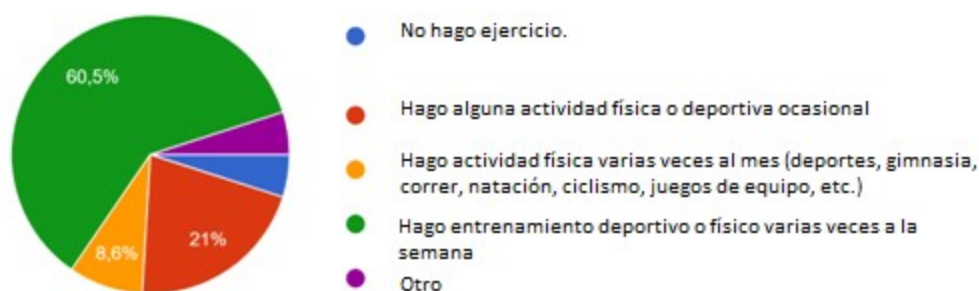 60,5%
21%
8,6%
No hago ejercicio.
Hago alguna actividad física o deportiva ocasional
Hago actividad física varias veces al mes (deportes, gimnasia,
correr, natación, ciclismo, juegos de equipo, etc.)
Hago entrenamiento deportivo o físico varias veces a la
semana
Otro